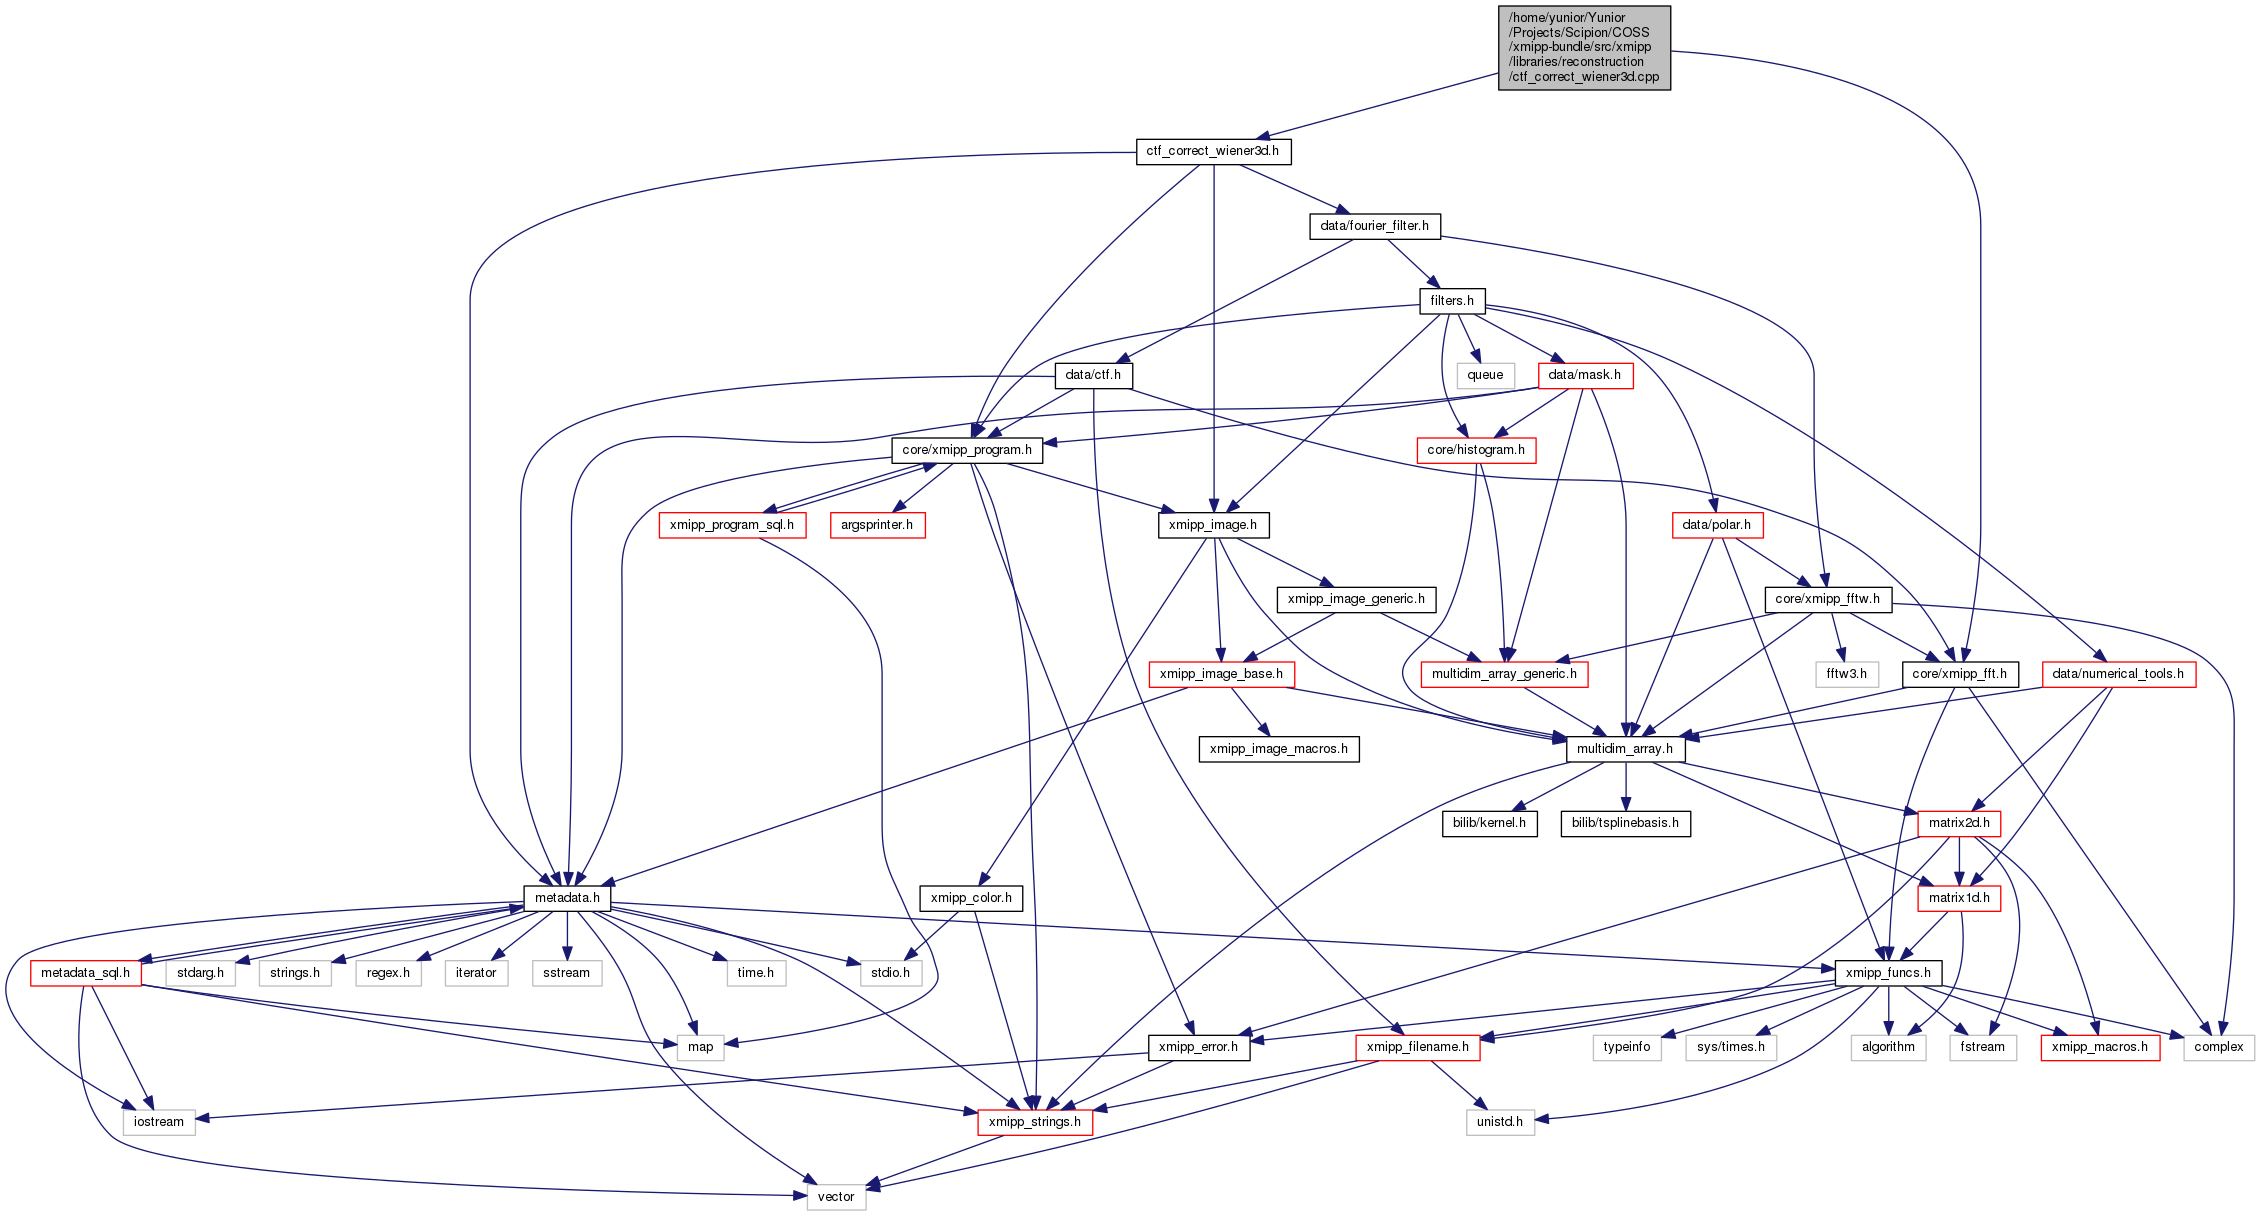 /home/yunior/Yunior
/Projects/Scipion/COSS
/xmipp-bundle/src/xmipp
/libraries/reconstruction
/ctf_correct_wiener3d.cpp
ctf_correct_wiener3d.h
data/fourier_filter.h
filters.h
data/ctf.h
queue
data/mask.h
core/xmipp_program.h
core/histogram.h
xmipp_program_sql.h
argsprinter.h
xmipp_image.h
data/polar.h
xmipp_image_generic.h
core/xmipp_fftw.h
xmipp_image_base.h
multidim_array_generic.h
fftw3.h
core/xmipp_fft.h
data/numerical_tools.h
xmipp_image_macros.h
multidim_array.h
bilib/kernel.h
bilib/tsplinebasis.h
matrix2d.h
metadata.h
xmipp_color.h
matrix1d.h
metadata_sql.h
stdarg.h
strings.h
regex.h
iterator
sstream
time.h
stdio.h
xmipp_funcs.h
map
xmipp_error.h
xmipp_filename.h
typeinfo
sys/times.h
algorithm
fstream
xmipp_macros.h
complex
iostream
xmipp_strings.h
unistd.h
vector